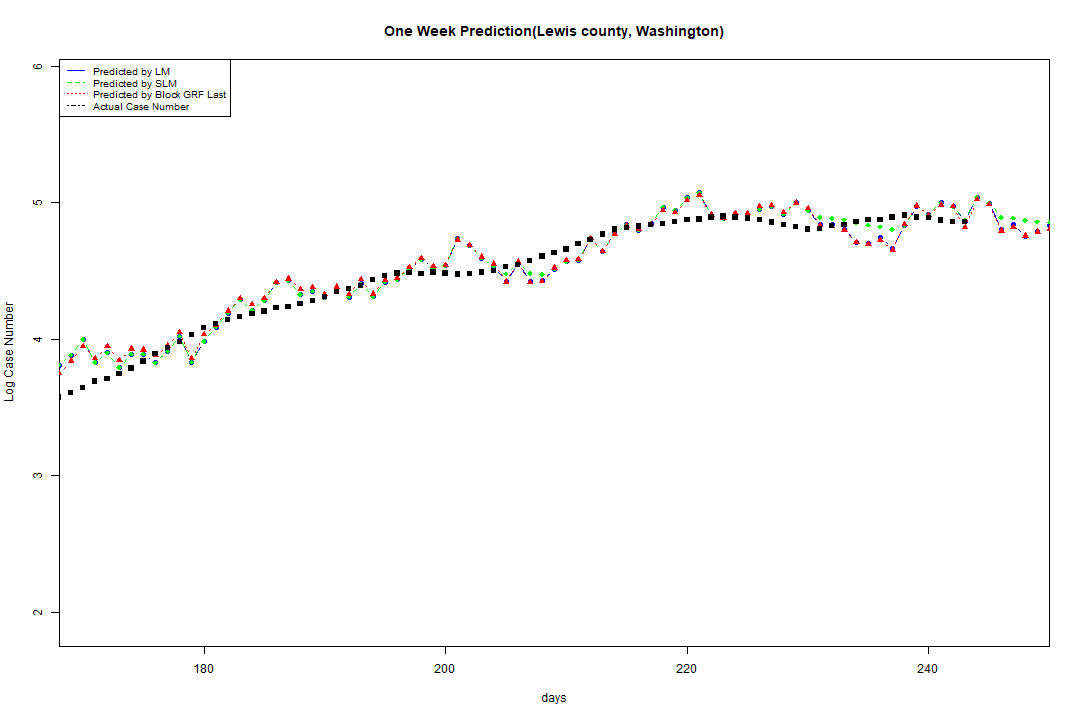 One Week Prediction(Lewis county, Washington)
Predicted by LM
Predicted by SLM
Predicted by Block GRF Last
Actual Case Number
6
5
4
3
2
Log Case Number
180 200 220 240
days